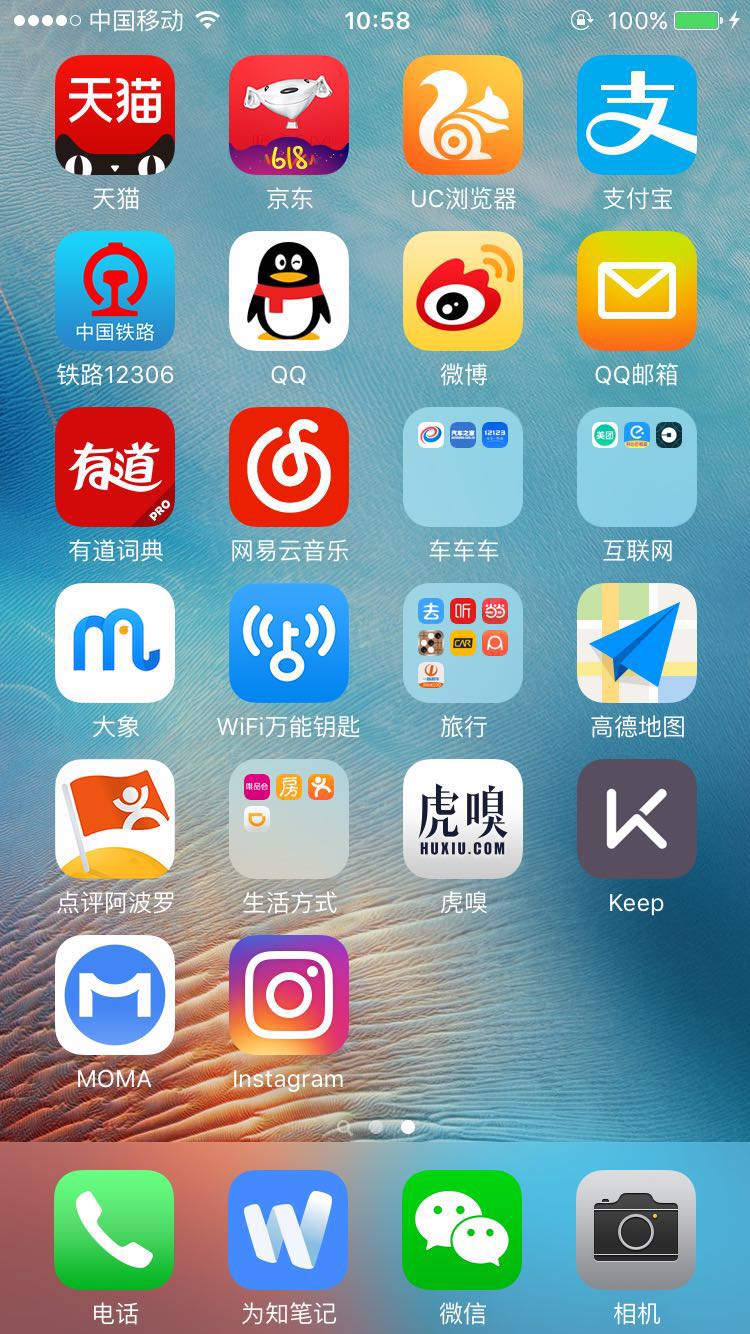 中国移动
10:58
100%
天猫
618
支
天猫
京东
UC浏览器
支付宝
中国铁路
铁路12306
QQ
微博
QQ邮箱
有道
PRO
有道词典
网易云音乐
汽车之家
12123
车车车
美团
互联网
大象
WiFi万能钥匙
去
听
CAR
旅行
高德地图
点评阿波罗
唯品会
房
生活方式
虎嗅
HUXIU.COM
虎嗅
Keep
MOMA
Instagram
电话
为知笔记
微信
相机